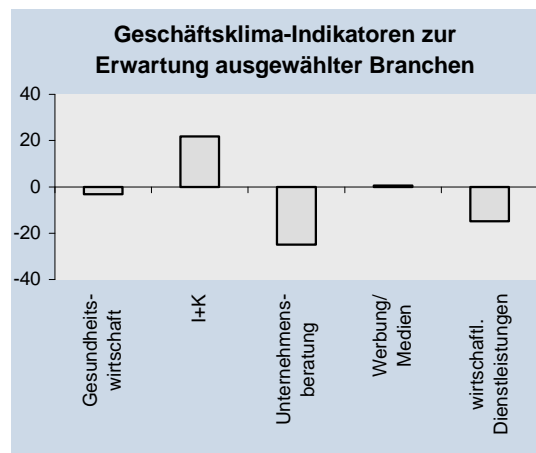 Geschäftsklima-Indikatoren zur
Erwartung ausgewählter Branchen
40
20
0
-20
-40
Gesundheits-
wirtschaft
I+K
Unternehmens-
beratung
Werbung/
Medien
wirtschaftl.
Dienstleistungen